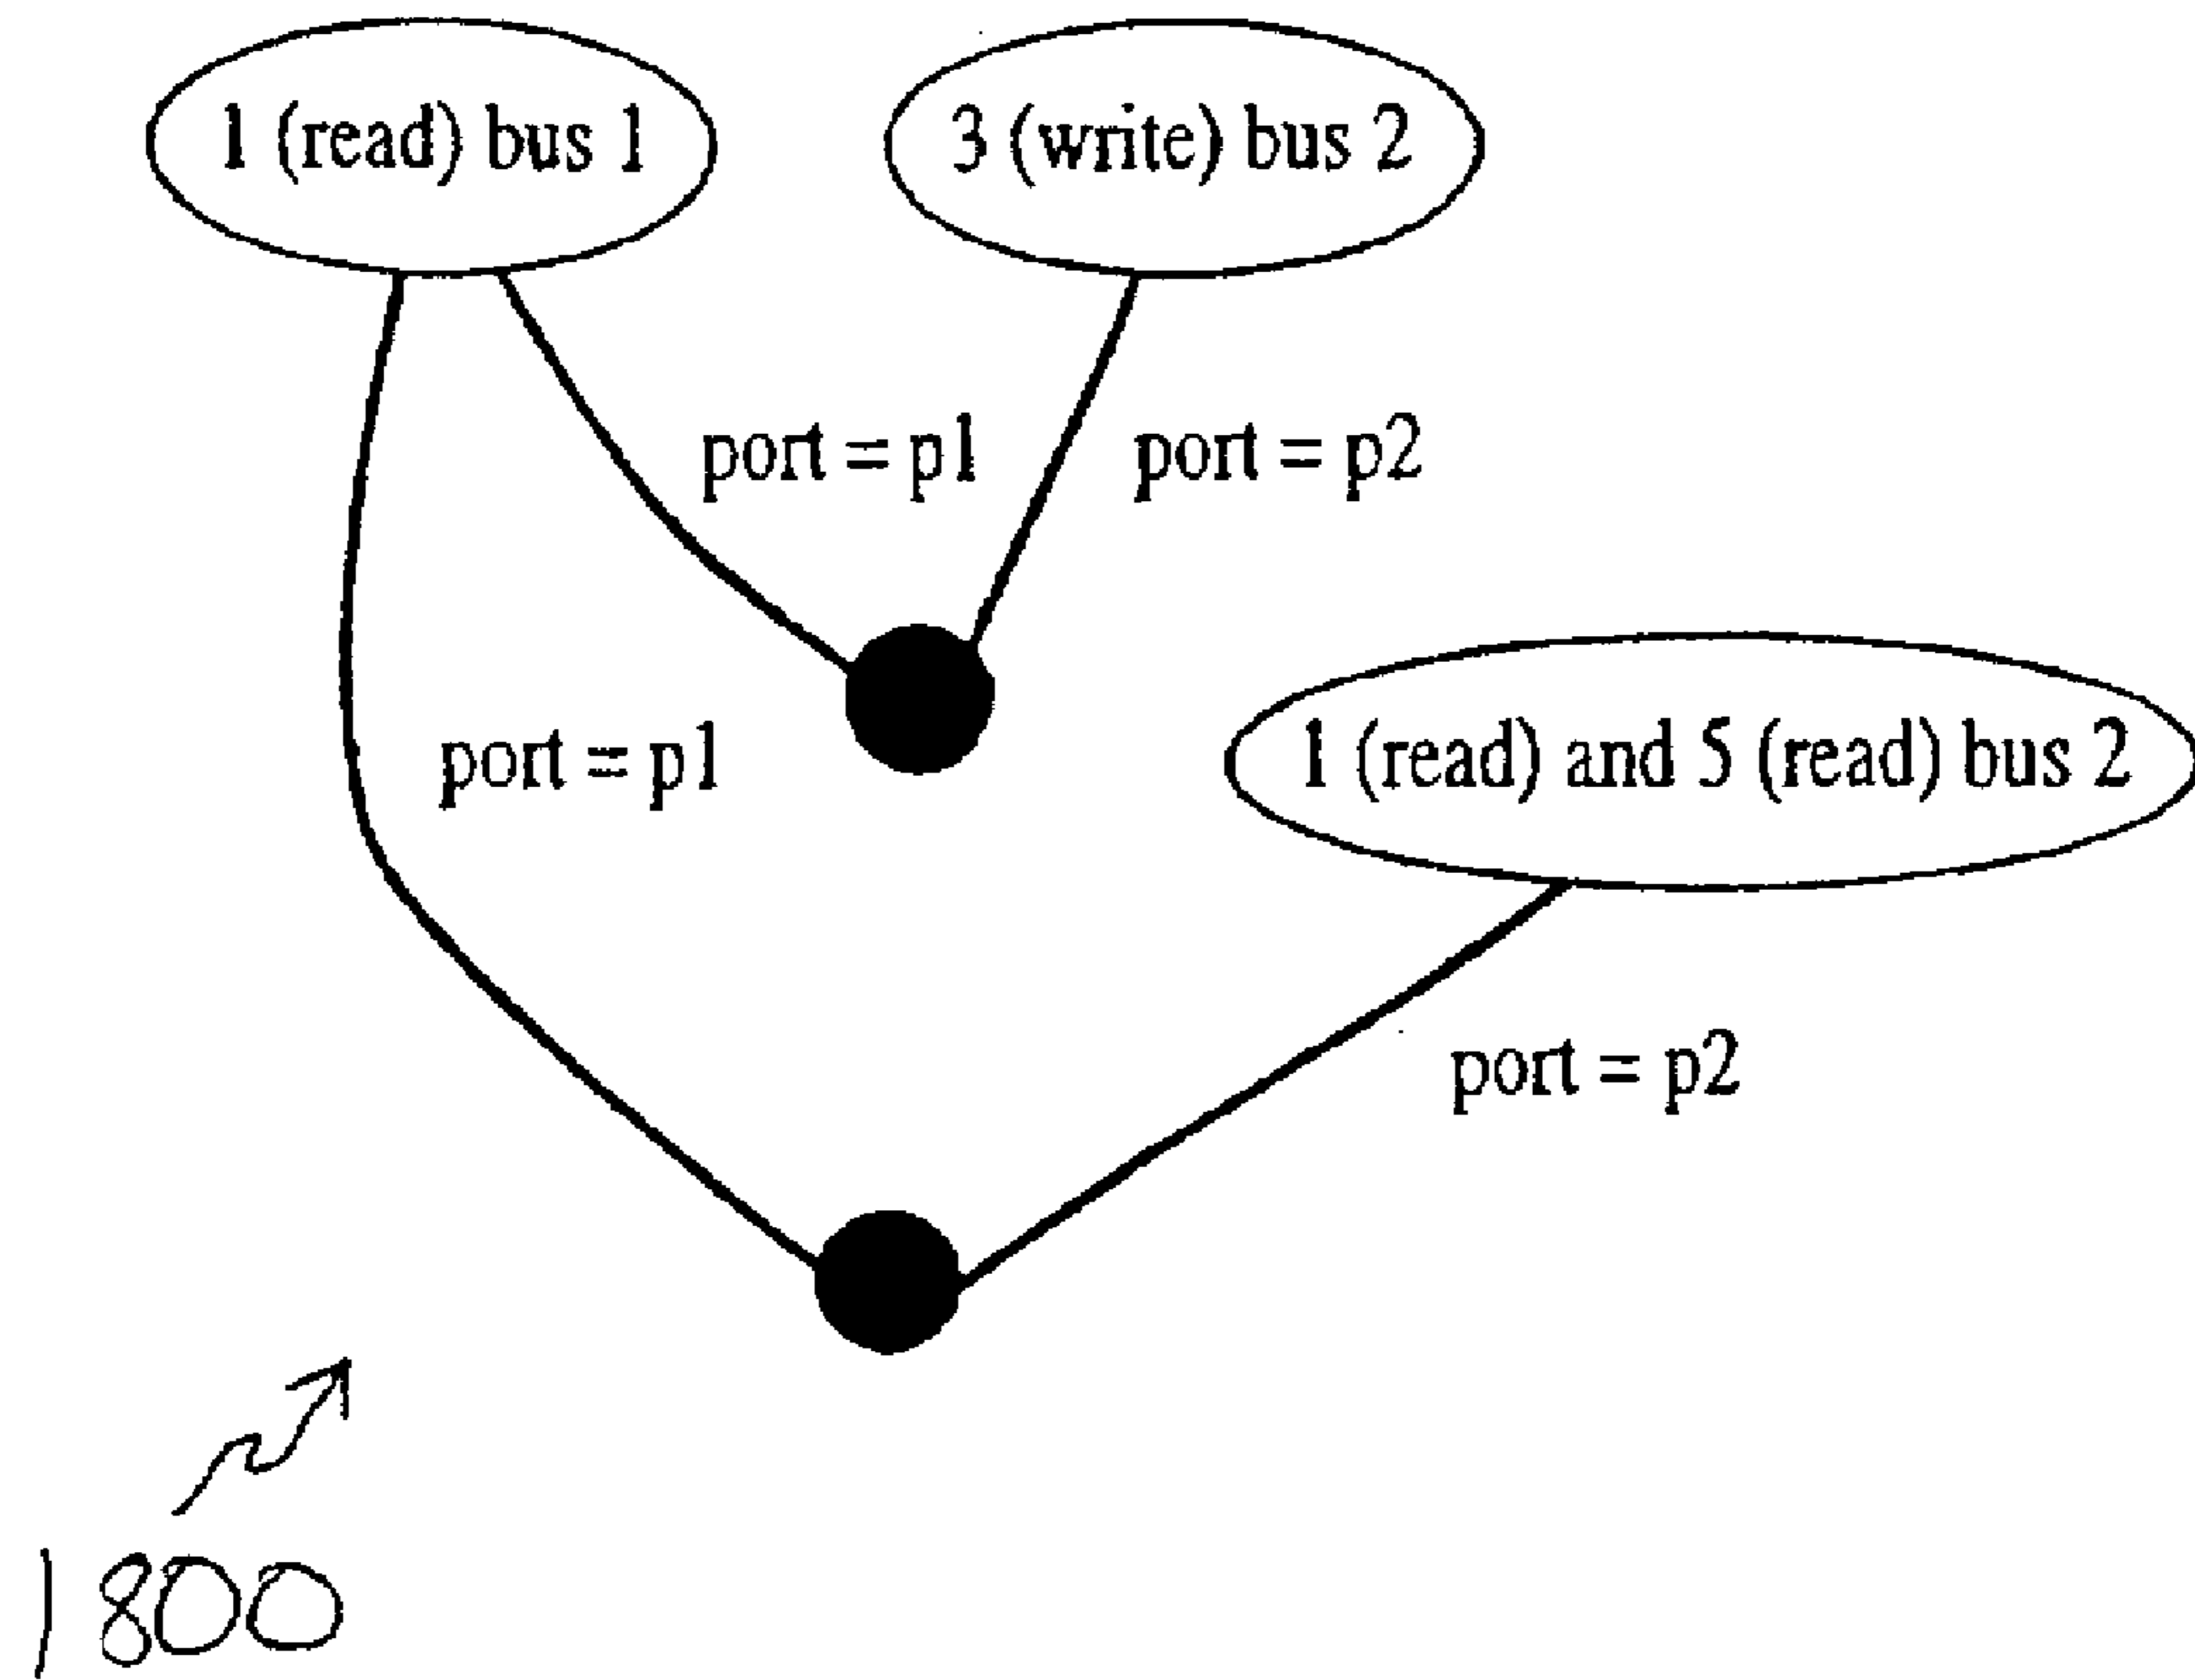 1 (read) bus 1
3 (write) bus 2
port = p1
port = p2
port = p1
1 (read) and 5 (read) bus 2
port = p2
1800